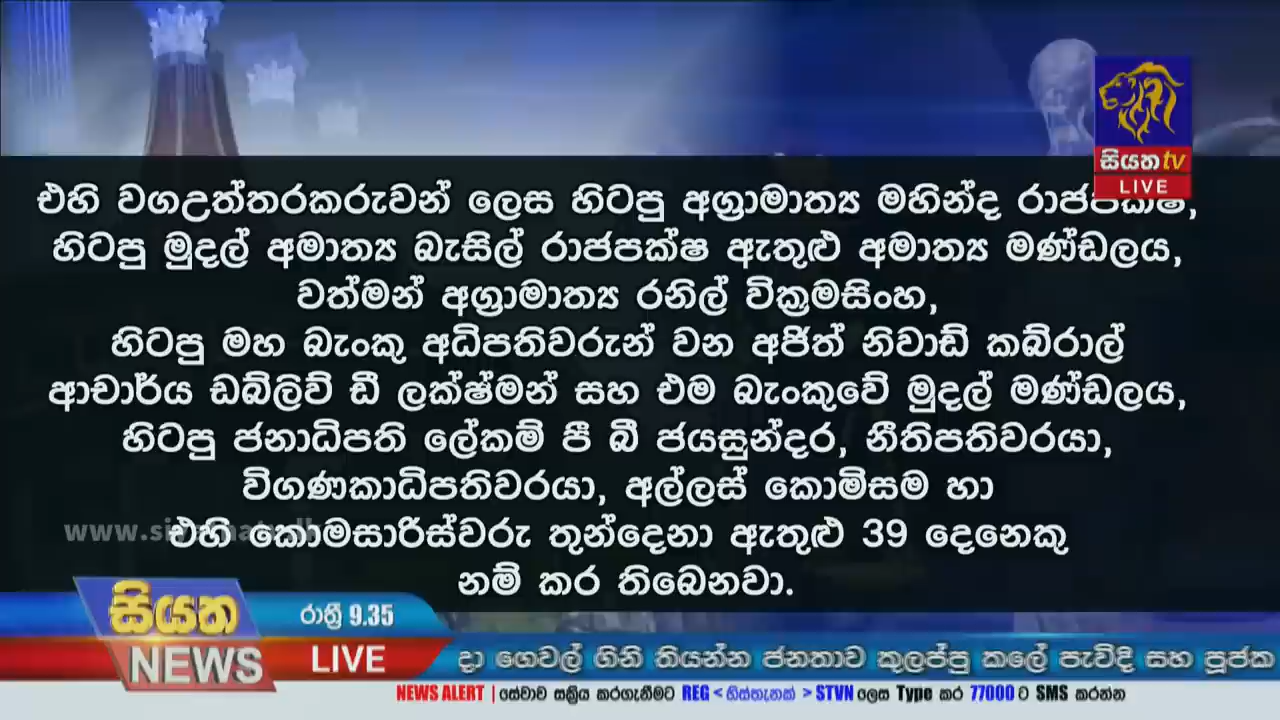 සියත tv
LIVE
එහි වගඋත්තරකරුවන් ලෙස හිටපු අග්‍රාමාත්‍ය මහින්ද රාජපක්ෂ,
හිටපු මුදල් අමාත්‍ය බැසිල් රාජපක්ෂ ඇතුළු අමාත්‍ය මණ්ඩලය,
වත්මන් අග්‍රාමාත්‍ය රනිල් වික්‍රමසිංහ,
හිටපු මහ බැංකු අධිපතිවරුන් වන අජිත් නිවාඩ් කබ්රාල්
ආචාර්ය ඩබ්ලිව් ඩී ලක්ෂ්මන් සහ එම බැංකුවේ මුදල් මණ්ඩලය,
හිටපු ජනාධිපති ලේකම් පී බී ජයසුන්දර, නීතිපතිවරයා,
විගණකාධිපතිවරයා, අල්ලස් කොමිසම හා
එහි කොමසාරිස්වරු තුන්දෙනා ඇතුළු 39 දෙනෙකු
නම් කර තිබෙනවා.
සියත
NEWS
රාත්‍රී 9.35
LIVE
දා ගෙවල් ගිනි තියන්න ජනතාව කුලප්පු කලේ පැවිදි සහ පූජක
NEWS ALERT | සේවාව සක්‍රිය කරගැනීමට REG < හිස්තැනක් > STVN ලෙස Type කර 77000 ට SMS කරන්න